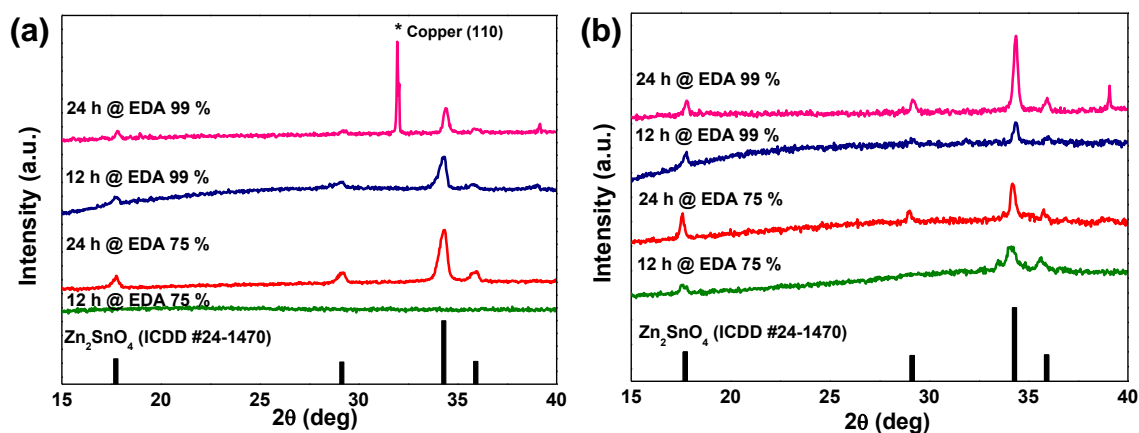 (a)
* Copper (110)
24 h @ EDA 99 %
12 h @ EDA 99 %
24 h @ EDA 75 %
12 h @ EDA 75 %
Zn₂SnO₄ (ICDD #24-1470)
Intensity (a.u.)
15 20 25 30 35 40
2θ (deg)
(b)
24 h @ EDA 99 %
12 h @ EDA 99 %
24 h @ EDA 75 %
12 h @ EDA 75 %
Zn₂SnO₄ (ICDD #24-1470)
Intensity (a.u.)
15 20 25 30 35 40
2θ (deg)